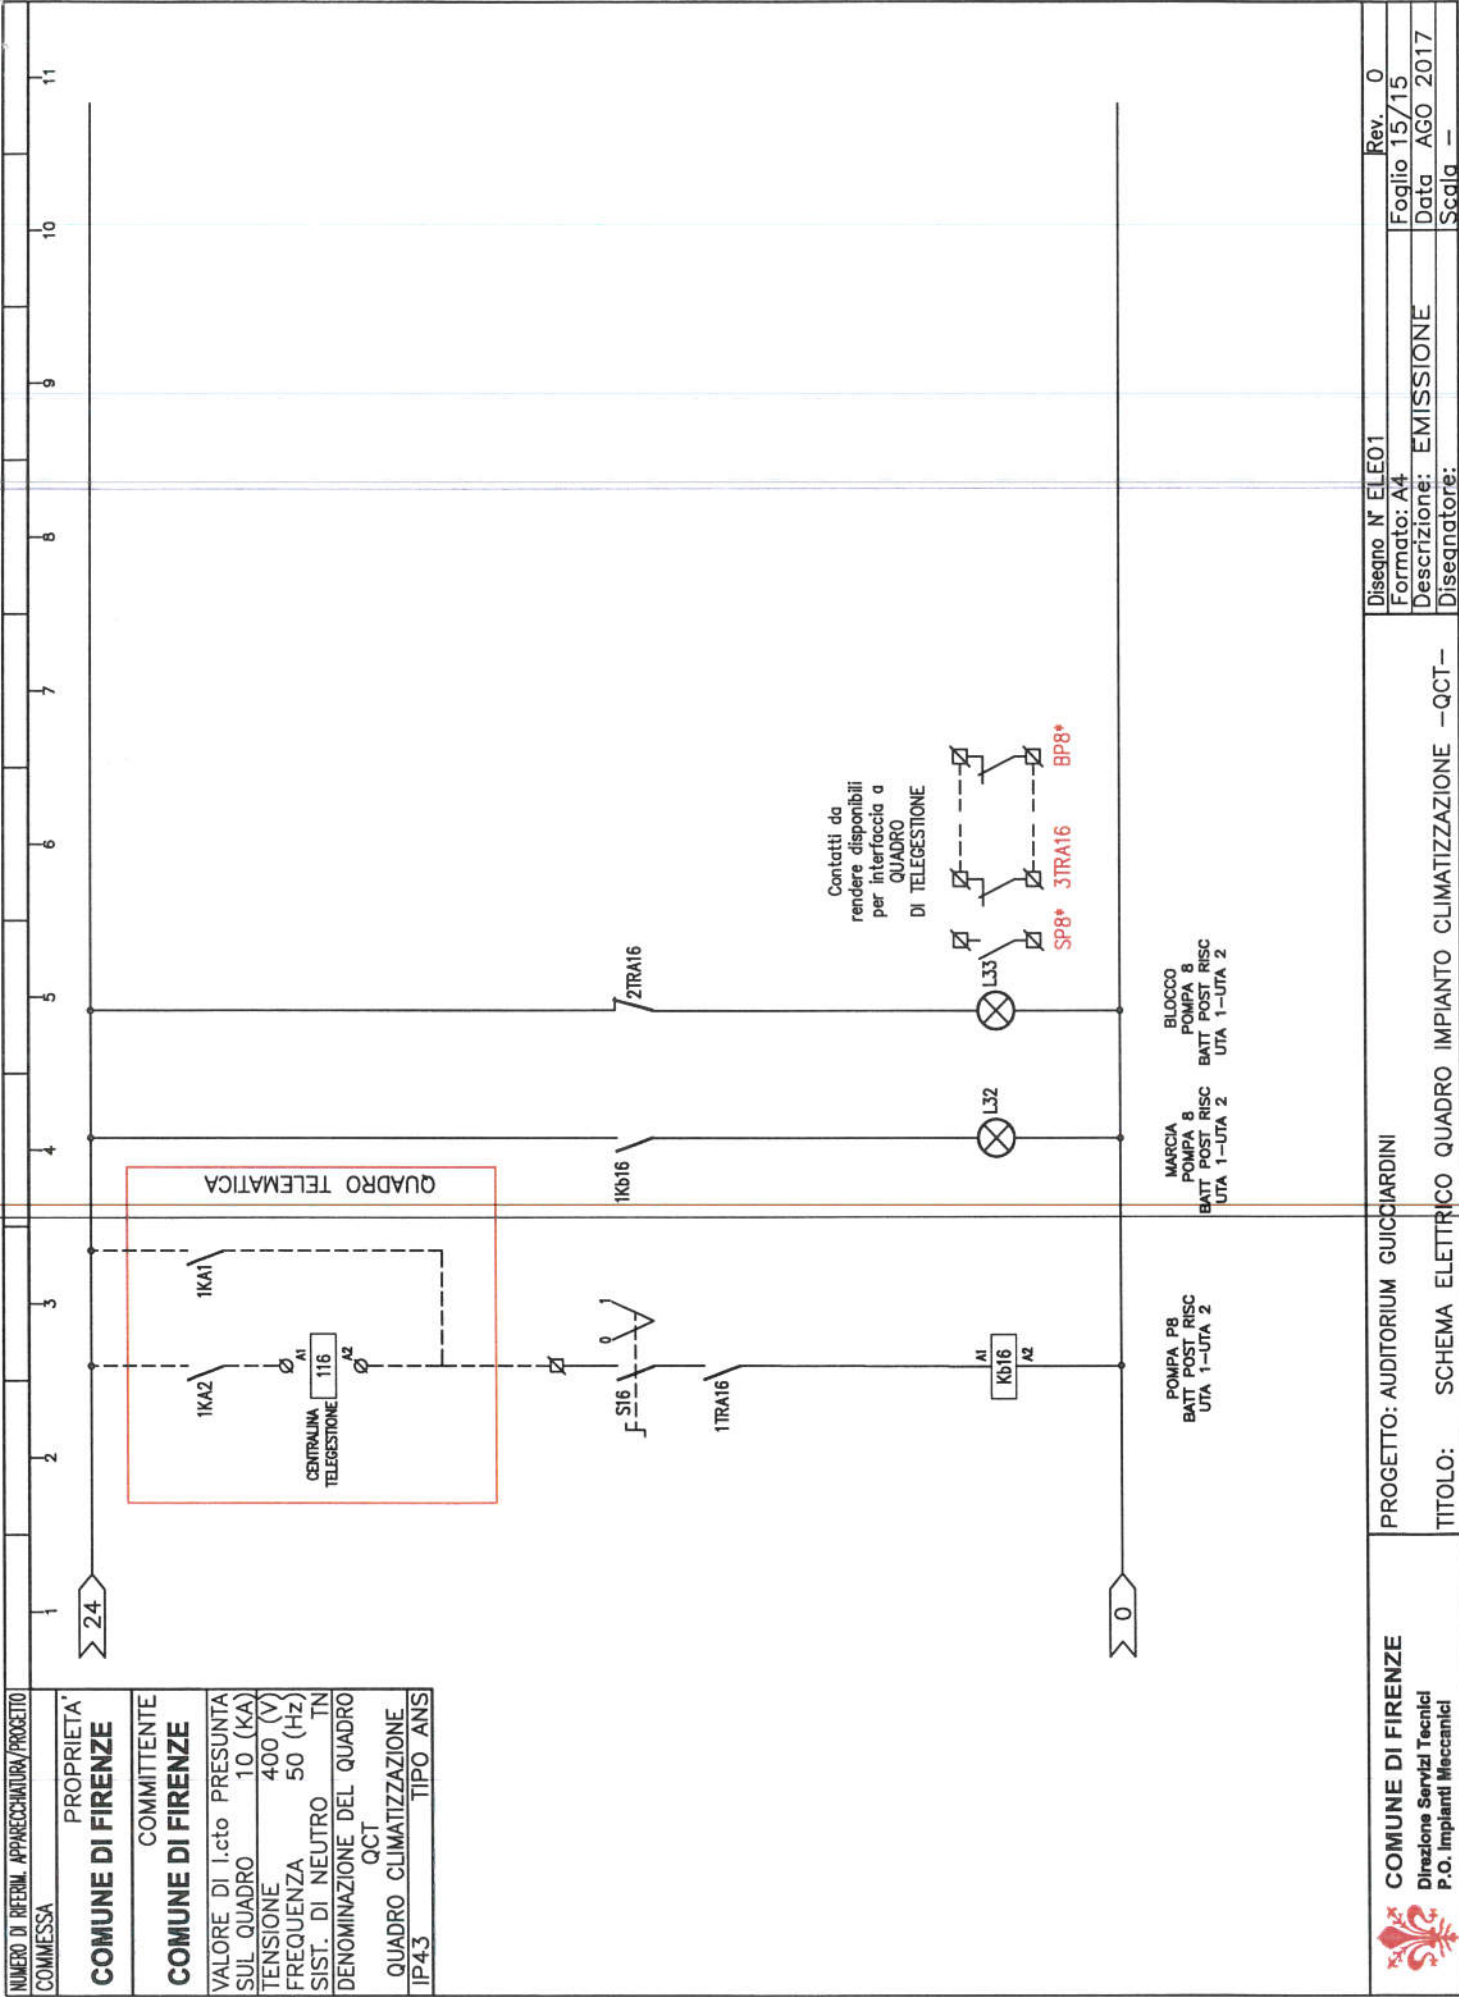 NUMERO DI RIFERIM. APPARECCHIATURA/PROGETTO
COMMESSA
PROPRIETA'
COMUNE DI FIRENZE
COMMITTENTE
COMUNE DI FIRENZE
VALORE DI I.cto PRESUNTA
SUL QUADRO 10 (KA)
TENSIONE 400 (V)
FREQUENZA 50 (Hz)
SIST. DI NEUTRO TN
DENOMINAZIONE DEL QUADRO
QCT
QUADRO CLIMATIZZAZIONE
IP43 TIPO ANS
1 2 3 4 5 6 7 8 9 10 11
24
1KA2
1KA1
CENTRALINA
TELEGESTIONE
A1
116
A2
QUADRO TELEMATICA
S16
0 1
1TRA16
1Kb16
2TRA16
A1
Kb16
A2
L32
L33
Contatti da
rendere disponibili
per interfaccia a
QUADRO
DI TELEGESTIONE
SP8* 3TRA16 BP8*
0
POMPA P8
BATT POST RISC
UTA 1-UTA 2
MARCIA
POMPA 8
BATT POST RISC
UTA 1-UTA 2
BLOCCO
POMPA 8
BATT POST RISC
UTA 1-UTA 2
COMUNE DI FIRENZE
Direzione Servizi Tecnici
P.O. Impianti Meccanici
PROGETTO: AUDITORIUM GUICCIARDINI
TITOLO: SCHEMA ELETTRICO QUADRO IMPIANTO CLIMATIZZAZIONE -QCT-
Disegno N° ELE01
Rev. 0
Formato: A4
Foglio 15/15
Descrizione: EMISSIONE
Data AGO 2017
Disegnatore:
Scala -